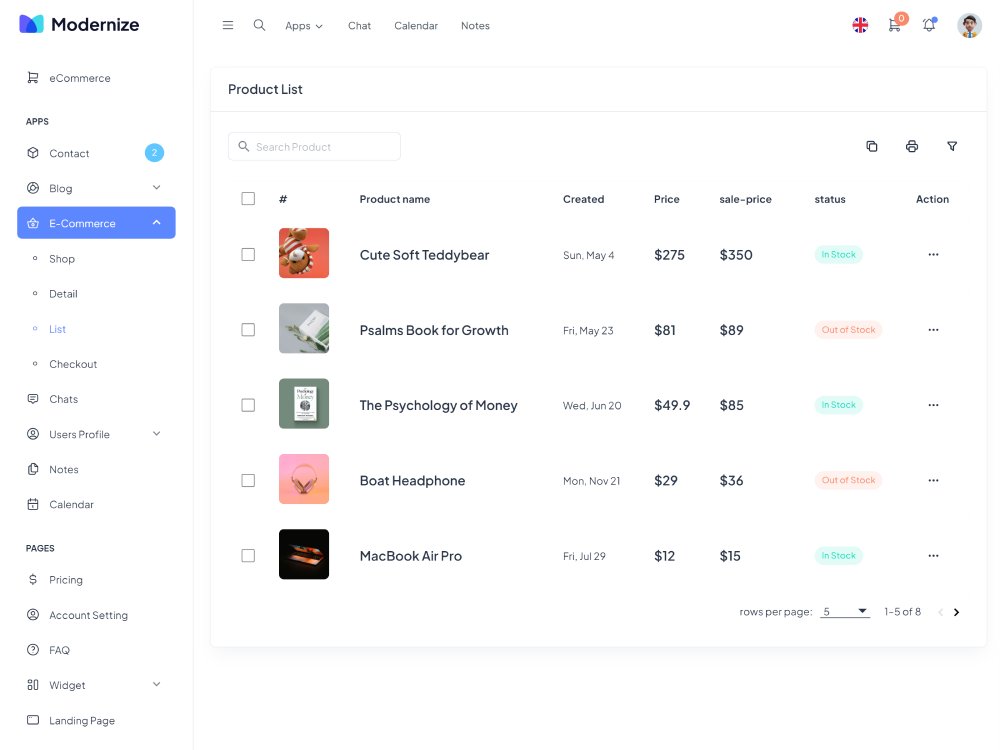 Modernize
Apps Chat Calendar Notes 0
eCommerce
APPS
Contact 2
Blog
E-Commerce
Shop
Detail
List
Checkout
Chats
Users Profile
Notes
Calendar
PAGES
Pricing
Account Setting
FAQ
Widget
Landing Page
Product List
Search Product
# Product name Created Price sale-price status Action
Cute Soft Teddybear Sun, May 4 $275 $350 In Stock
Psalms Book for Growth Fri, May 23 $81 $89 Out of Stock
The Psychology of Money Wed, Jun 20 $49.9 $85 In Stock
Boat Headphone Mon, Nov 21 $29 $36 Out of Stock
MacBook Air Pro Fri, Jul 29 $12 $15 In Stock
rows per page: 5 1–5 of 8